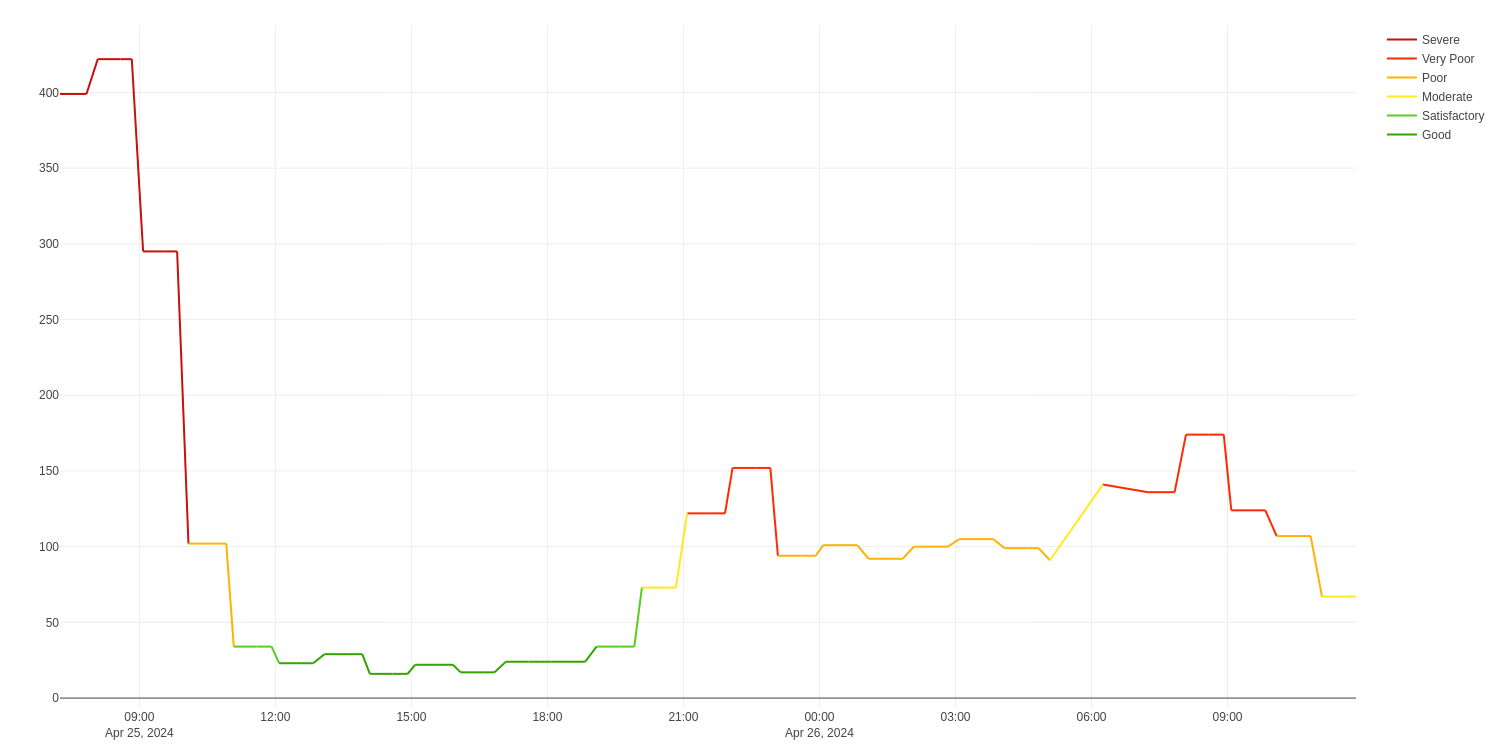 400
350
300
250
200
150
100
50
0
09:00
12:00
15:00
18:00
21:00
00:00
03:00
06:00
09:00
Apr 25, 2024
Apr 26, 2024
Severe
Very Poor
Poor
Moderate
Satisfactory
Good